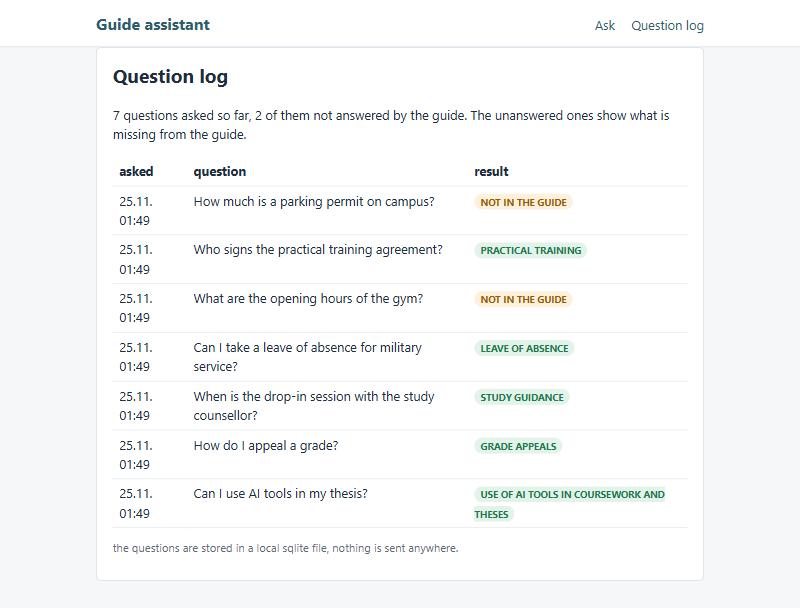 Guide assistant
Ask
Question log
Question log
7 questions asked so far, 2 of them not answered by the guide. The unanswered ones show what is
missing from the guide.
asked question result
25.11. How much is a parking permit on campus? NOT IN THE GUIDE
01:49
25.11. Who signs the practical training agreement? PRACTICAL TRAINING
01:49
25.11. What are the opening hours of the gym? NOT IN THE GUIDE
01:49
25.11. Can I take a leave of absence for military LEAVE OF ABSENCE
01:49 service?
25.11. When is the drop-in session with the study STUDY GUIDANCE
01:49 counsellor?
25.11. How do I appeal a grade? GRADE APPEALS
01:49
25.11. Can I use AI tools in my thesis? USE OF AI TOOLS IN COURSEWORK AND
01:49 THESES
the questions are stored in a local sqlite file, nothing is sent anywhere.